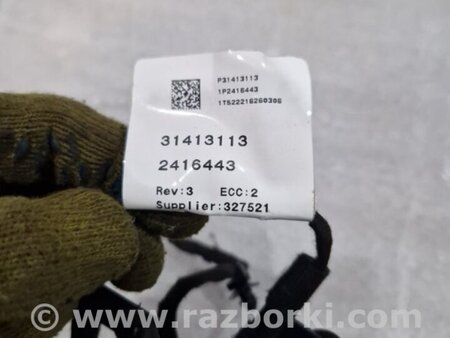 P31413113
1P2416443
1T522218260306
31413113
2416443
Rev:3 ECC:2
Supplier:327521
© www.razborki.com/